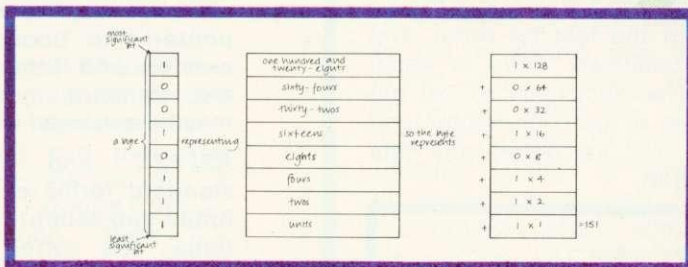 most
significant
bit
1 one hundred and 1 x 128
twenty-eights
0 sixty-fours + 0 x 64
0 thirty-twos + 0 x 32
a byte 1 representing sixteens so the byte + 1 x 16
represents
0 eights + 0 x 8
1 fours + 1 x 4
1 twos + 1 x 2
1 units + 1 x 1 =151
least
significant
bit